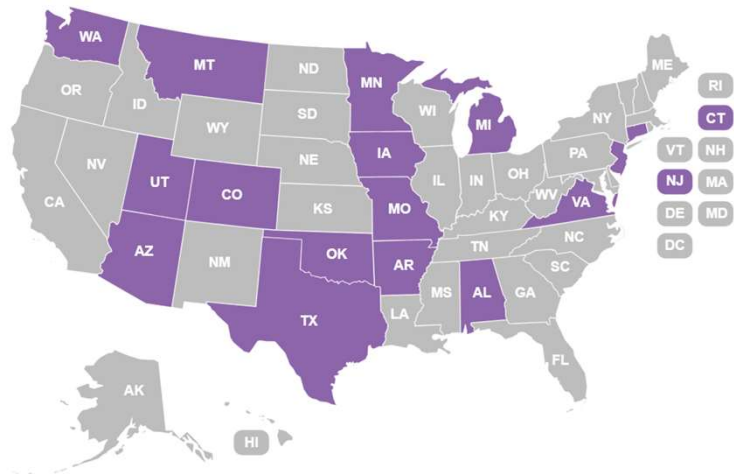 WA
MT
ND
MN
ME
OR
ID
SD
WI
NY
RI
WY
MI
CT
NV
NE
IA
PA
VT
NH
UT
CO
IL
IN
OH
NJ
MA
CA
KS
MO
WV
VA
KY
DE
MD
AZ
NM
OK
AR
TN
NC
DC
SC
TX
LA
MS
AL
GA
FL
AK
HI